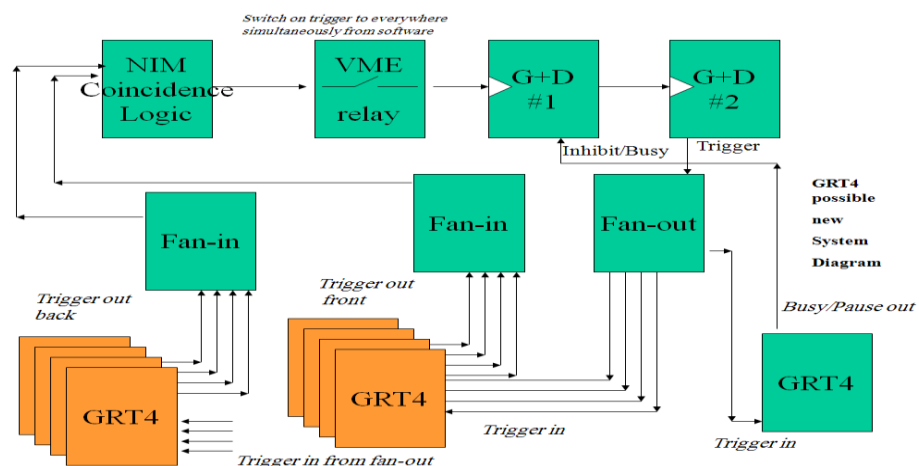 Switch on trigger to everywhere
simultaneously from software
NIM
Coincidence
Logic
VME
relay
G+D
#1
G+D
#2
Inhibit/Busy
Trigger
Fan-in
Fan-in
Fan-out
GRT4
possible
new
System
Diagram
Trigger out
back
Trigger out
front
Busy/Pause out
GRT4
GRT4
GRT4
Trigger in
Trigger in
Trigger in from fan-out